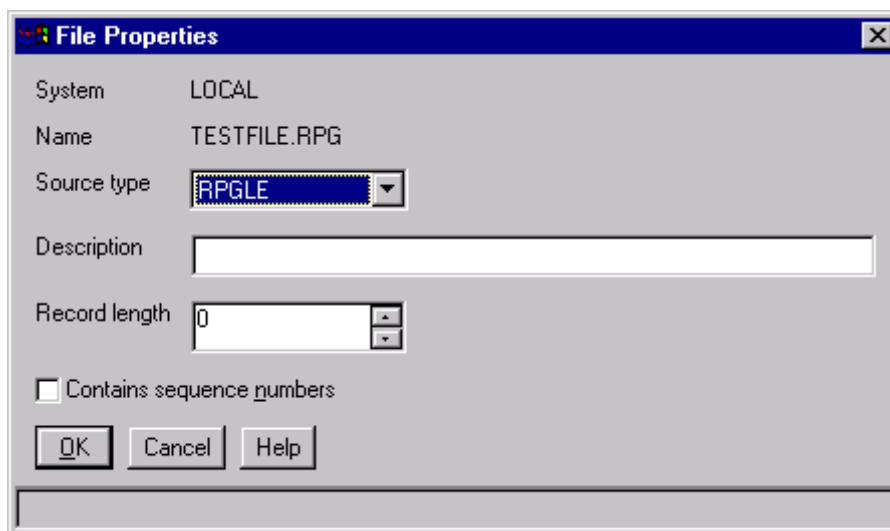 File Properties
System LOCAL
Name TESTFILE.RPG
Source type RPGLE
Description
Record length 0
Contains sequence numbers
OK Cancel Help